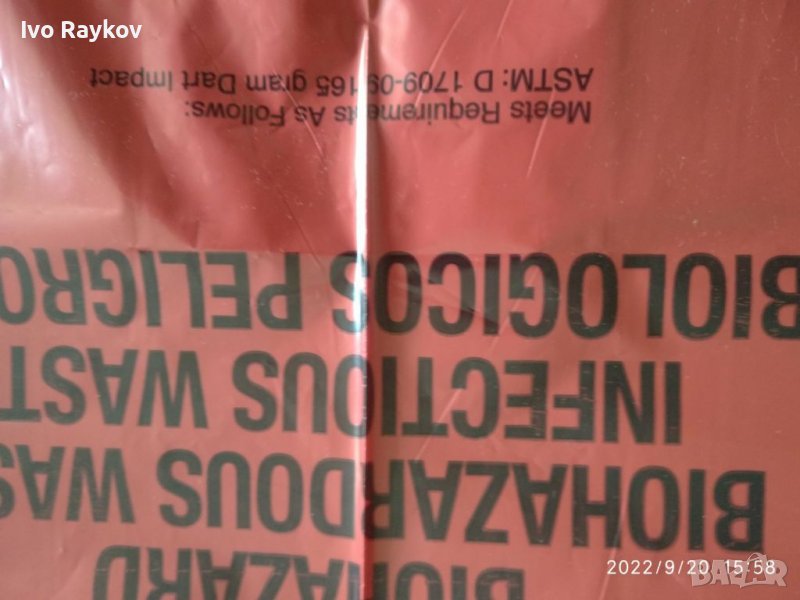 Ivo Raykov
BIOHAZARD
BIOHAZARDOUS WAS
INFECTIOUS WAST
BIOLOGICOS PELIGRO
Meets Requirements As Follows:
ASTM: D 1709-09 165 gram Dart Impact
2022/9/20 15:58
BAZAR